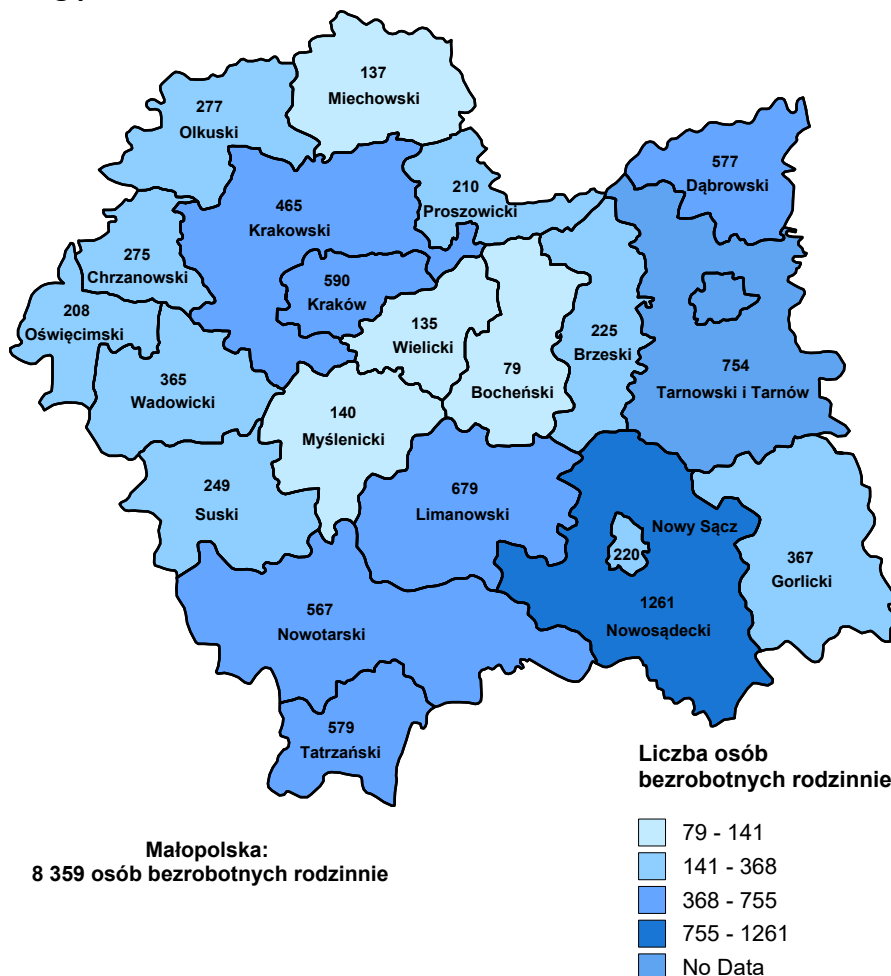 137
Miechowski
277
Olkuski
577
Dąbrowski
210
Proszowicki
465
Krakowski
275
Chrzanowski
590
Kraków
208
Oświęcimski
135
Wielicki
225
Brzeski
754
Tarnowski i Tarnów
365
Wadowicki
79
Bocheński
140
Myślenicki
249
Suski
679
Limanowski
Nowy Sącz
220
367
Gorlicki
1261
Nowosądecki
567
Nowotarski
579
Tatrzański
Liczba osób
bezrobotnych rodzinnie
79 - 141
141 - 368
368 - 755
755 - 1261
No Data
Małopolska:
8 359 osób bezrobotnych rodzinnie